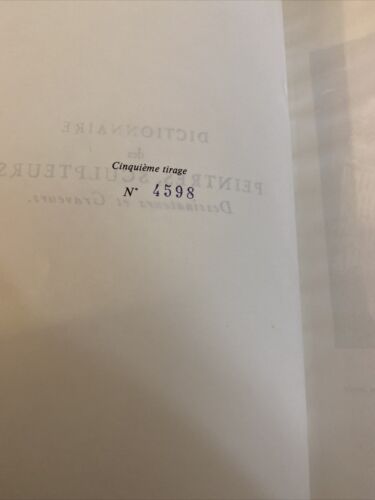 DICTIONNAIRE
des
Cinquième tirage
PEINTRES, SCULPTEURS
N° 4598
Dessinateurs et Graveurs.